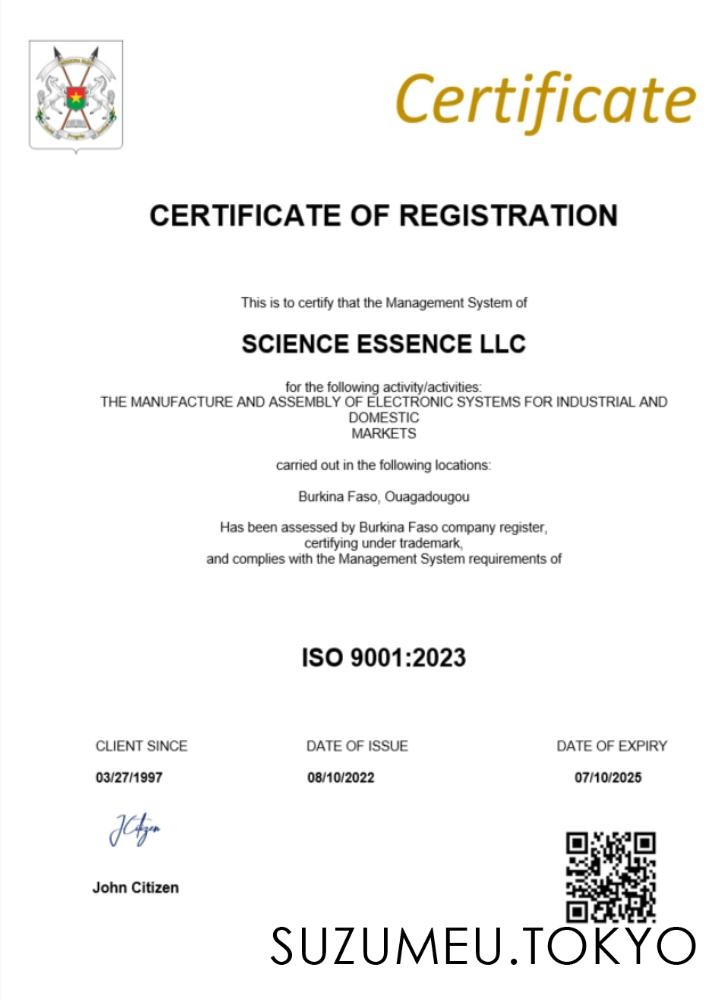 Certificate
CERTIFICATE OF REGISTRATION
This is to certify that the Management System of
SCIENCE ESSENCE LLC
for the following activity/activities:
THE MANUFACTURE AND ASSEMBLY OF ELECTRONIC SYSTEMS FOR INDUSTRIAL AND
DOMESTIC
MARKETS
carried out in the following locations:
Burkina Faso, Ouagadougou
Has been assessed by Burkina Faso company register,
certifying under trademark,
and complies with the Management System requirements of
ISO 9001:2023
CLIENT SINCE DATE OF ISSUE DATE OF EXPIRY
03/27/1997 08/10/2022 07/10/2025
JCitizen
John Citizen
SUZUMEU.TOKYO